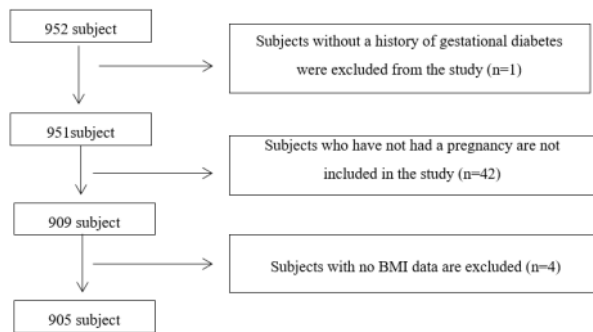 952 subject
Subjects without a history of gestational diabetes
were excluded from the study (n=1)
951subject
Subjects who have not had a pregnancy are not
included in the study (n=42)
909 subject
Subjects with no BMI data are excluded (n=4)
905 subject